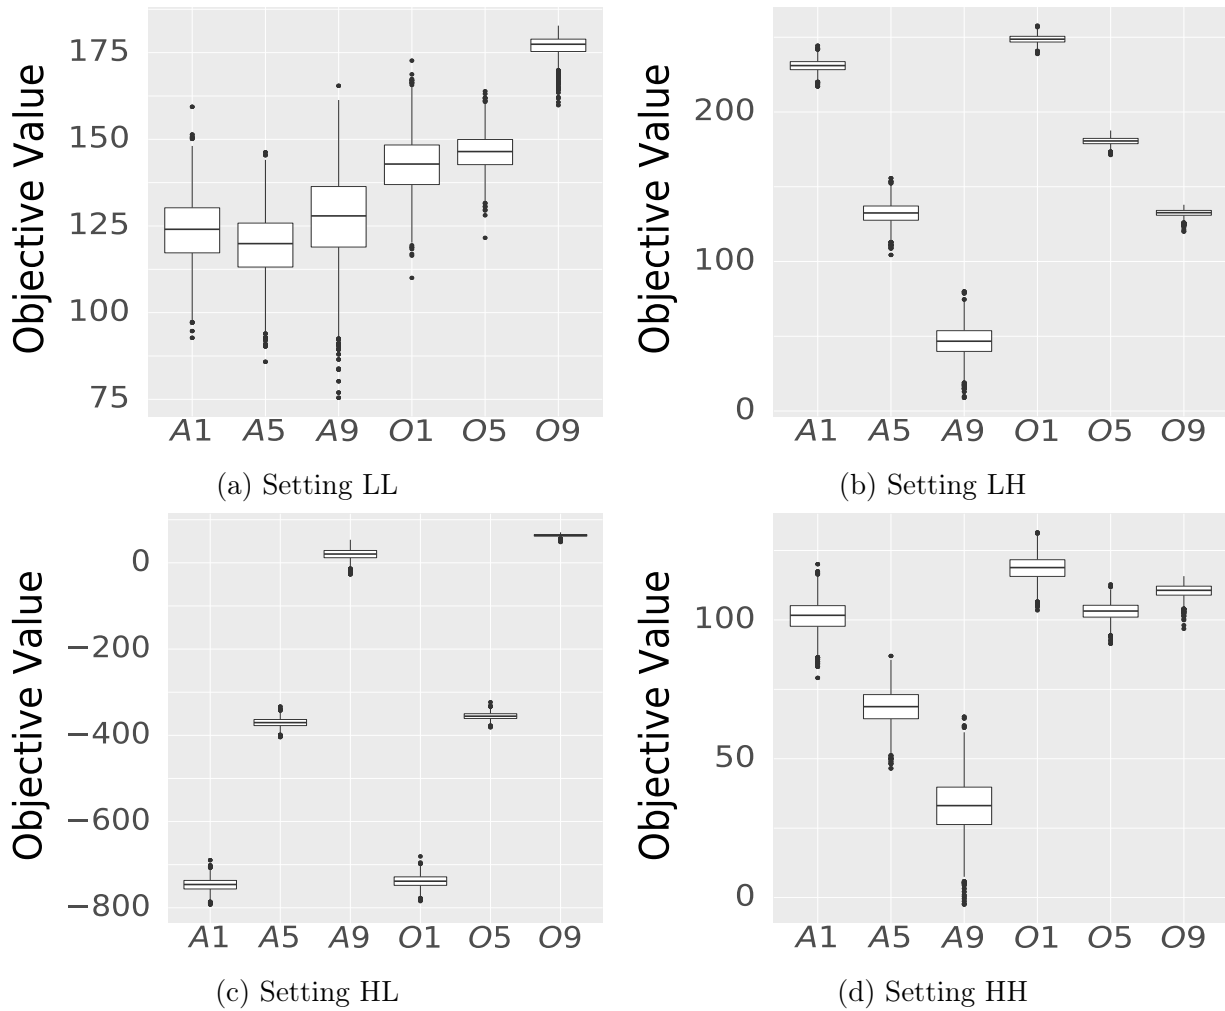 Objective Value
175
150
125
100
75
A1 A5 A9 O1 O5 O9
(a) Setting LL
Objective Value
200
100
0
A1 A5 A9 O1 O5 O9
(b) Setting LH
Objective Value
0
−200
−400
−600
−800
A1 A5 A9 O1 O5 O9
(c) Setting HL
Objective Value
100
50
0
A1 A5 A9 O1 O5 O9
(d) Setting HH